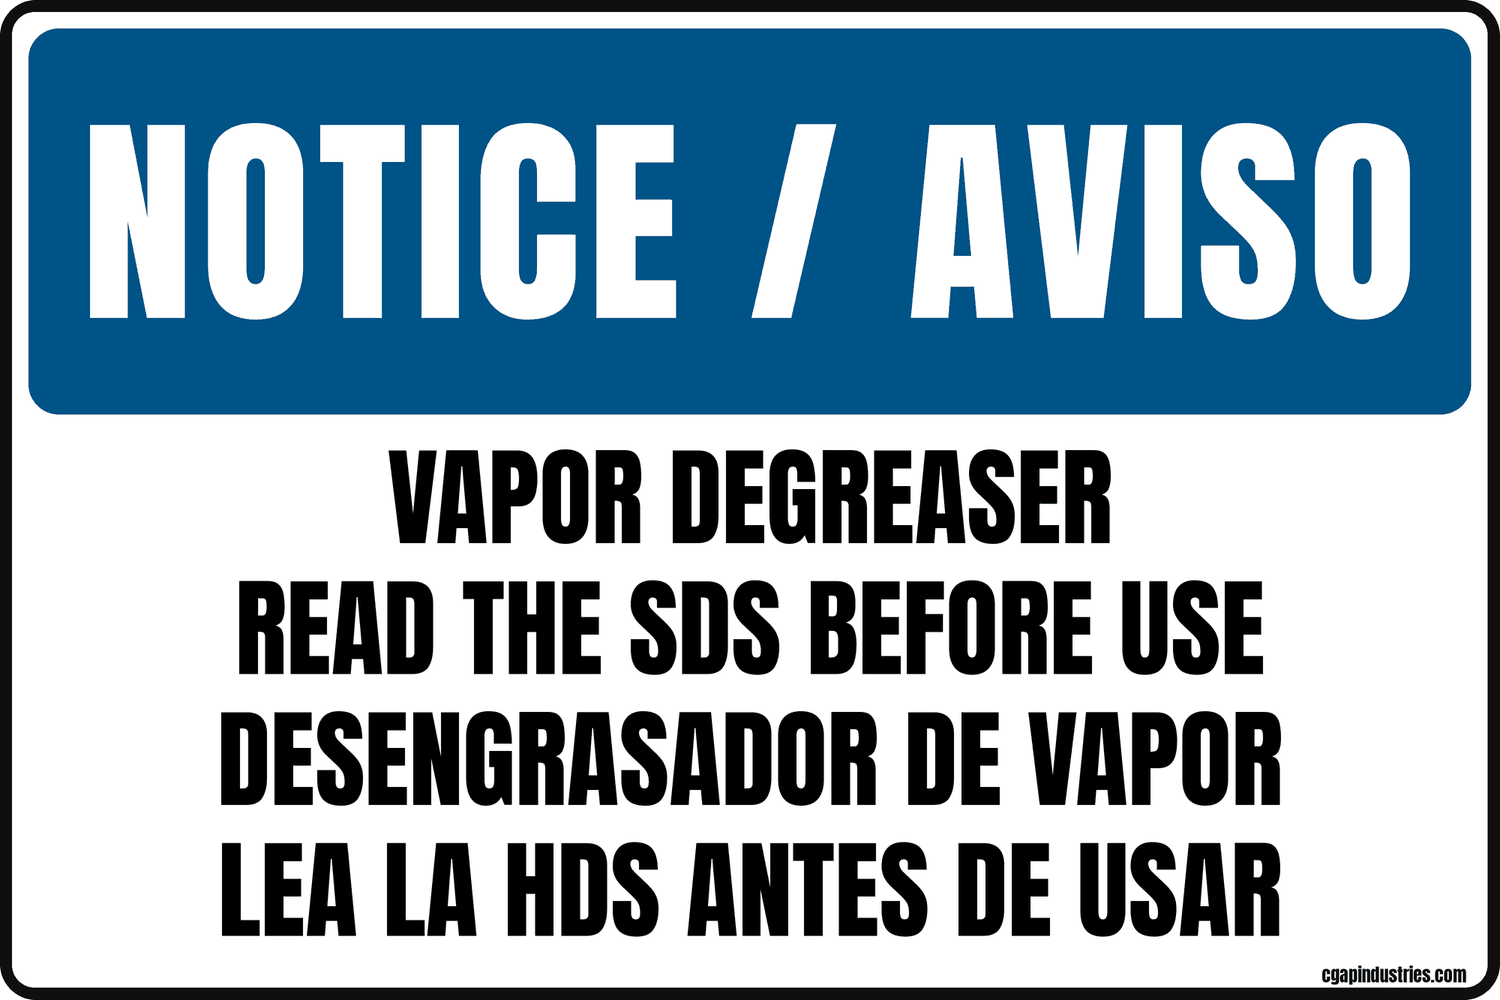 NOTICE / AVISO
VAPOR DEGREASER
READ THE SDS BEFORE USE
DESENGRASADOR DE VAPOR
LEA LA HDS ANTES DE USAR
cgapindustries.com